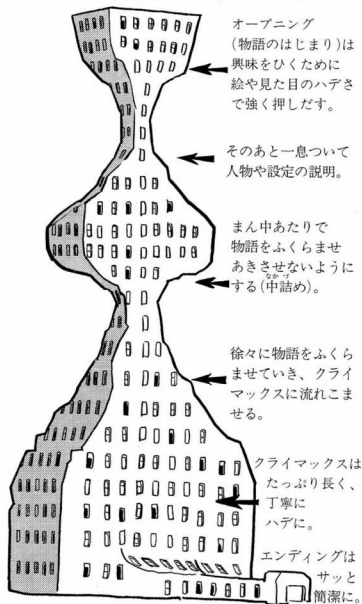 オープニング
(物語のはじまり)は
興味をひくために
絵や見た目のハデさ
で強く押しだす。
そのあと一息ついて
人物や設定の説明。
まん中あたりで
物語をふくらませ
あきさせないように
する(中詰め)。
なかづ
徐々に物語をふくら
ませていき、クライ
マックスに流れこま
せる。
クライマックスは
たっぷり長く、
丁寧に
ハデに。
エンディングは
サッと
簡潔に。